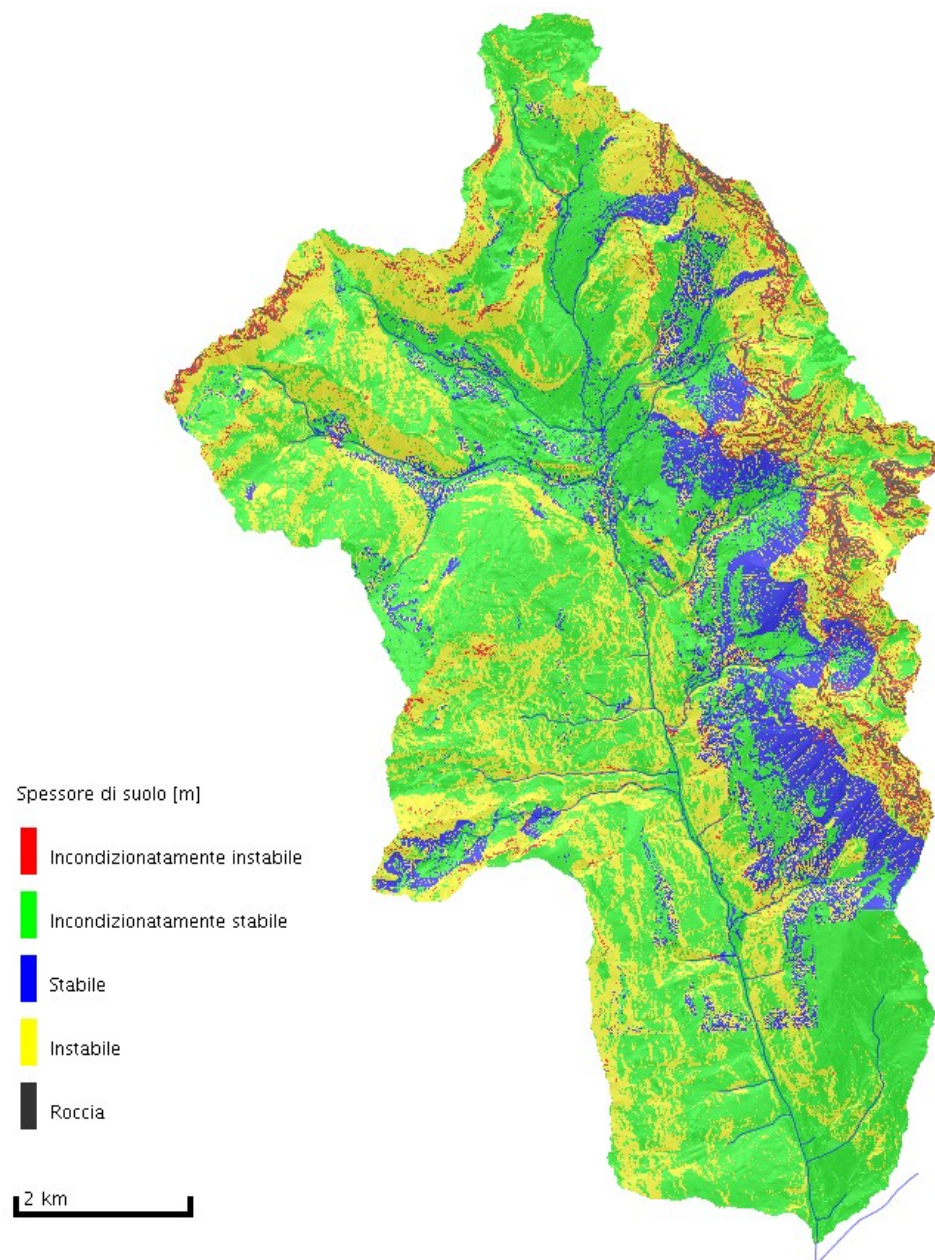 Spessore di suolo [m]
Incondizionatamente instabile
Incondizionatamente stabile
Stabile
Instabile
Roccia
2 km